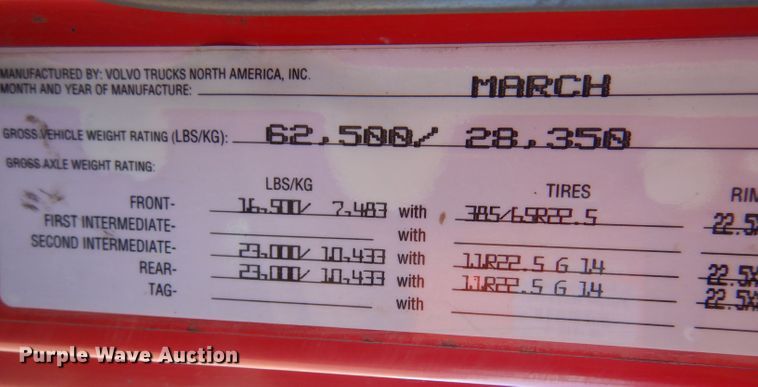 MANUFACTURED BY: VOLVO TRUCKS NORTH AMERICA, INC.
MONTH AND YEAR OF MANUFACTURE: MARCH
GROSS VEHICLE WEIGHT RATING (LBS/KG): 62,500/ 28,350
GROSS AXLE WEIGHT RATING:
LBS/KG TIRES
FRONT- 16,500/ 7,483 with 385/65R22.5 22.5
FIRST INTERMEDIATE- with
SECOND INTERMEDIATE- 23,000/ 10,433 with 11R22.5 G 14 22.5
REAR- 23,000/ 10,433 with 11R22.5 G 14 22.5
TAG- with
Purple Wave Auction